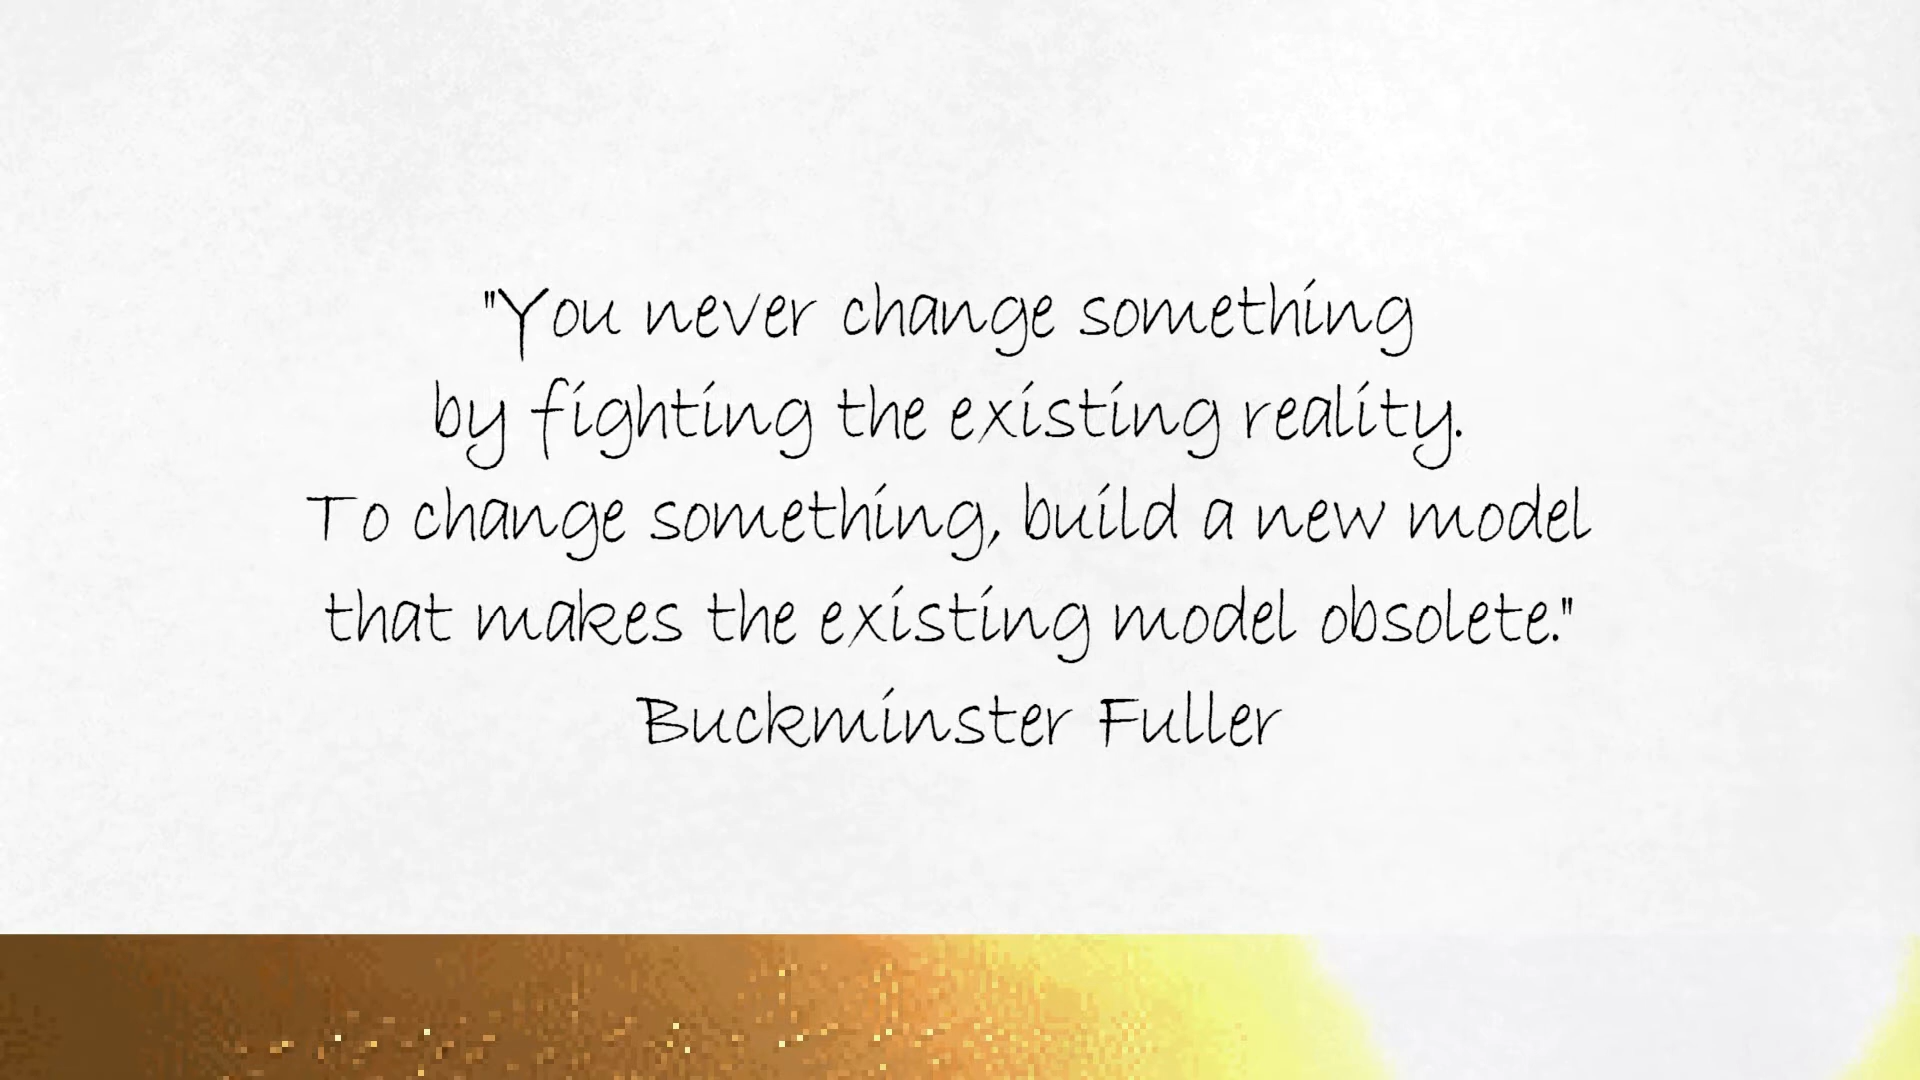 "You never change something
by fighting the existing reality.
To change something, build a new model
that makes the existing model obsolete."
Buckminster Fuller